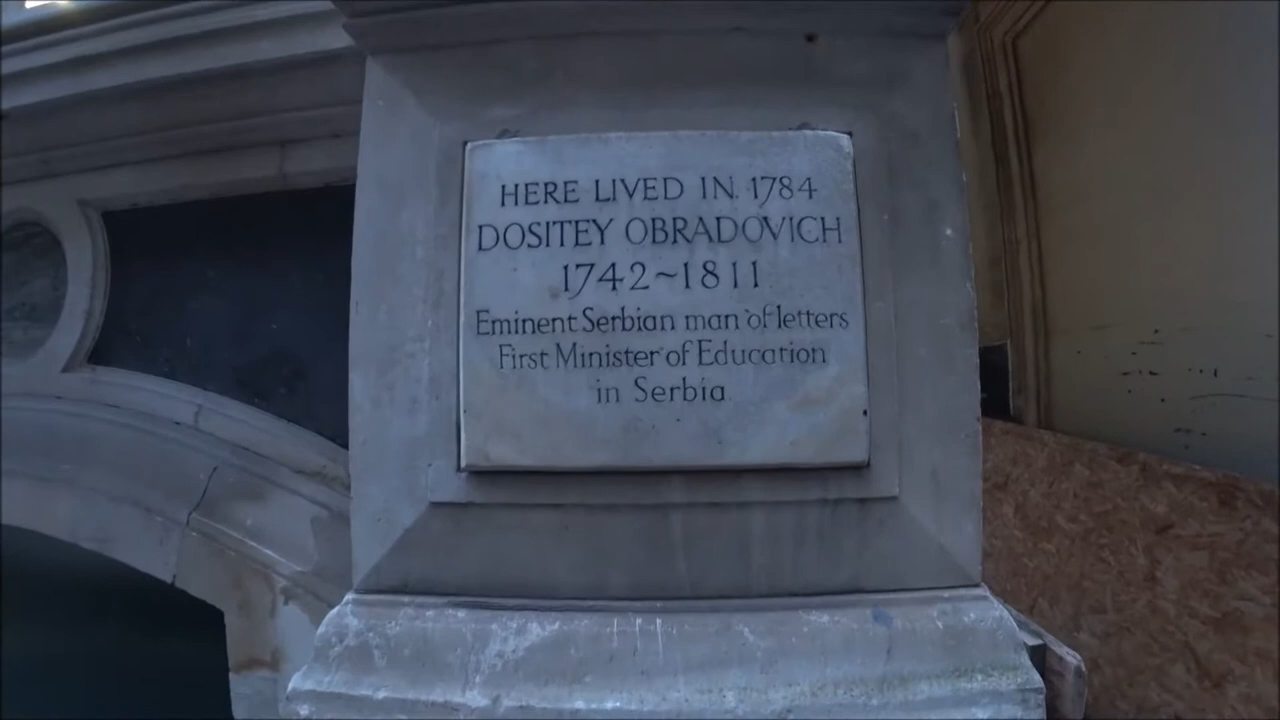 HERE LIVED IN 1784
DOSITEY OBRADOVICH
1742~1811
Eminent Serbian man of letters
First Minister of Education
in Serbia